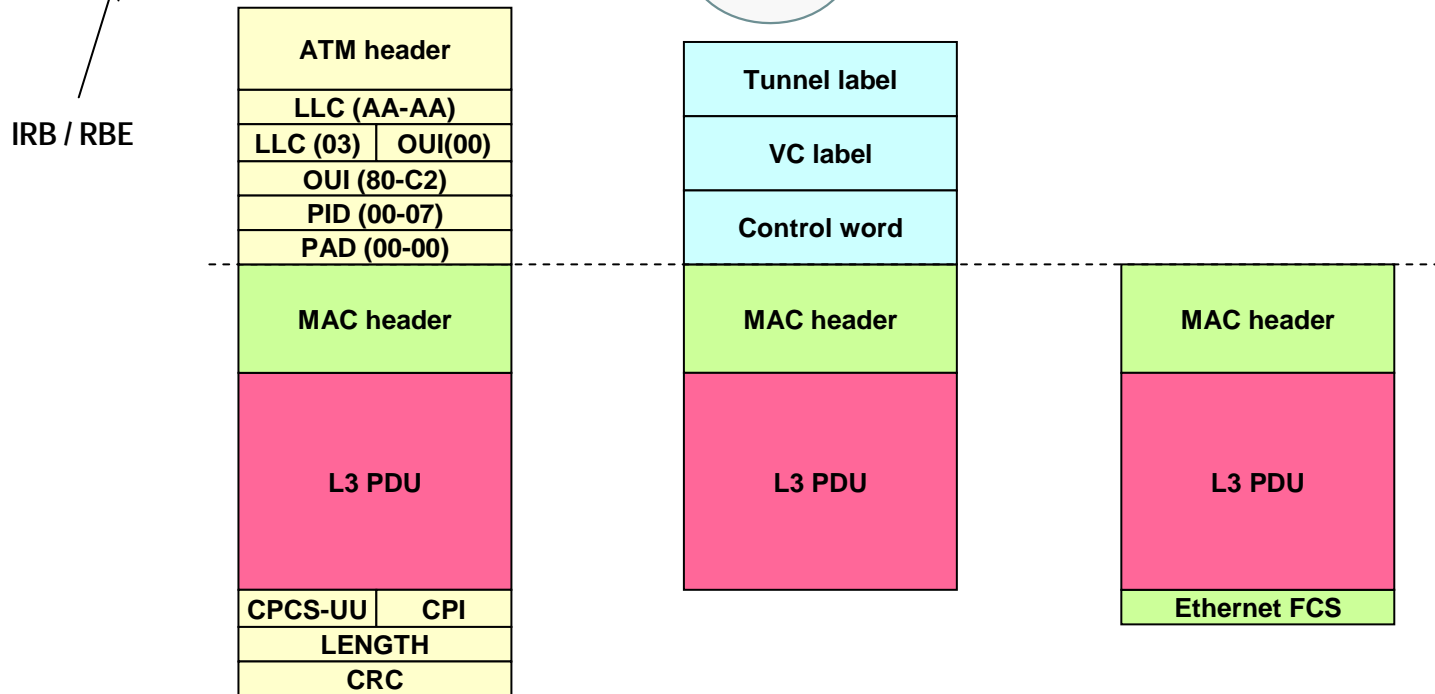 IRB / RBE
ATM header
LLC (AA-AA)
LLC (03) OUI(00)
OUI (80-C2)
PID (00-07)
PAD (00-00)
MAC header
L3 PDU
CPCS-UU CPI
LENGTH
CRC
Tunnel label
VC label
Control word
MAC header
L3 PDU
MAC header
L3 PDU
Ethernet FCS